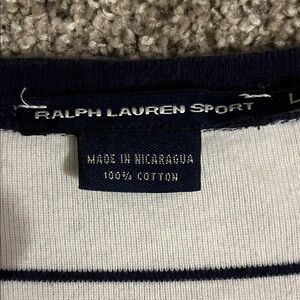 RALPH LAUREN SPORT
L
MADE IN NICARAGUA
100% COTTON